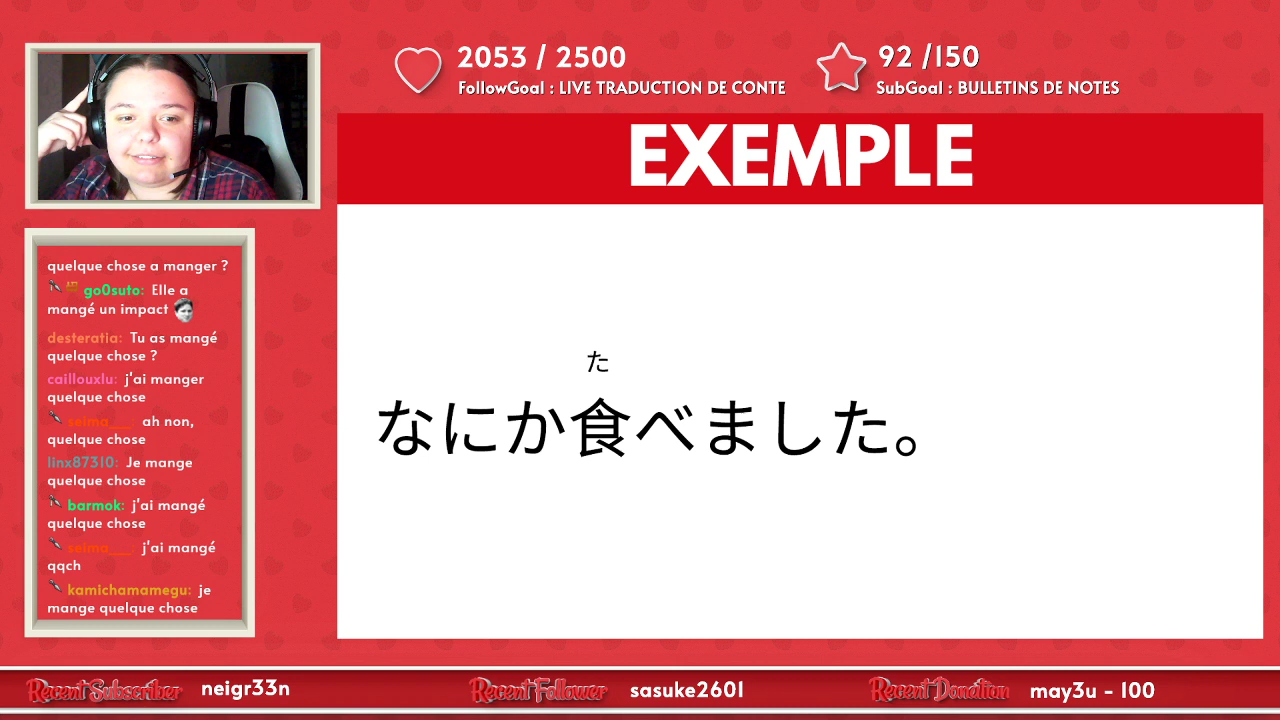 2053 / 2500
FollowGoal : LIVE TRADUCTION DE CONTE
92 /150
SubGoal : BULLETINS DE NOTES
EXEMPLE
quelque chose a manger ?
go0suto: Elle a
mangé un impact
desteratia: Tu as mangé
quelque chose ?
caillouxlu: j'ai manger
quelque chose
seima___: ah non,
quelque chose
linx87310: Je mange
quelque chose
barmok: j'ai mangé
quelque chose
seima___: j'ai mangé
qqch
kamichamamegu: je
mange quelque chose
た
なにか食べました。
Recent Subscriber neigr33n
Recent Follower sasuke2601
Recent Donation may3u - 100